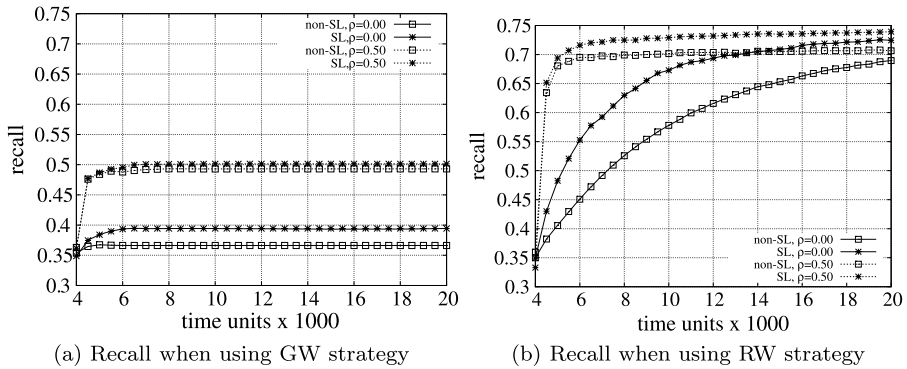 0.75
0.7
0.65
0.6
0.55
0.5
0.45
0.4
0.35
0.3
recall
non-SL,ρ=0.00
SL,ρ=0.00
non-SL,ρ=0.50
SL,ρ=0.50
4 6 8 10 12 14 16 18 20
time units x 1000
(a) Recall when using GW strategy
0.75
0.7
0.65
0.6
0.55
0.5
0.45
0.4
0.35
0.3
recall
non-SL, ρ=0.00
SL, ρ=0.00
non-SL, ρ=0.50
SL, ρ=0.50
4 6 8 10 12 14 16 18 20
time units x 1000
(b) Recall when using RW strategy